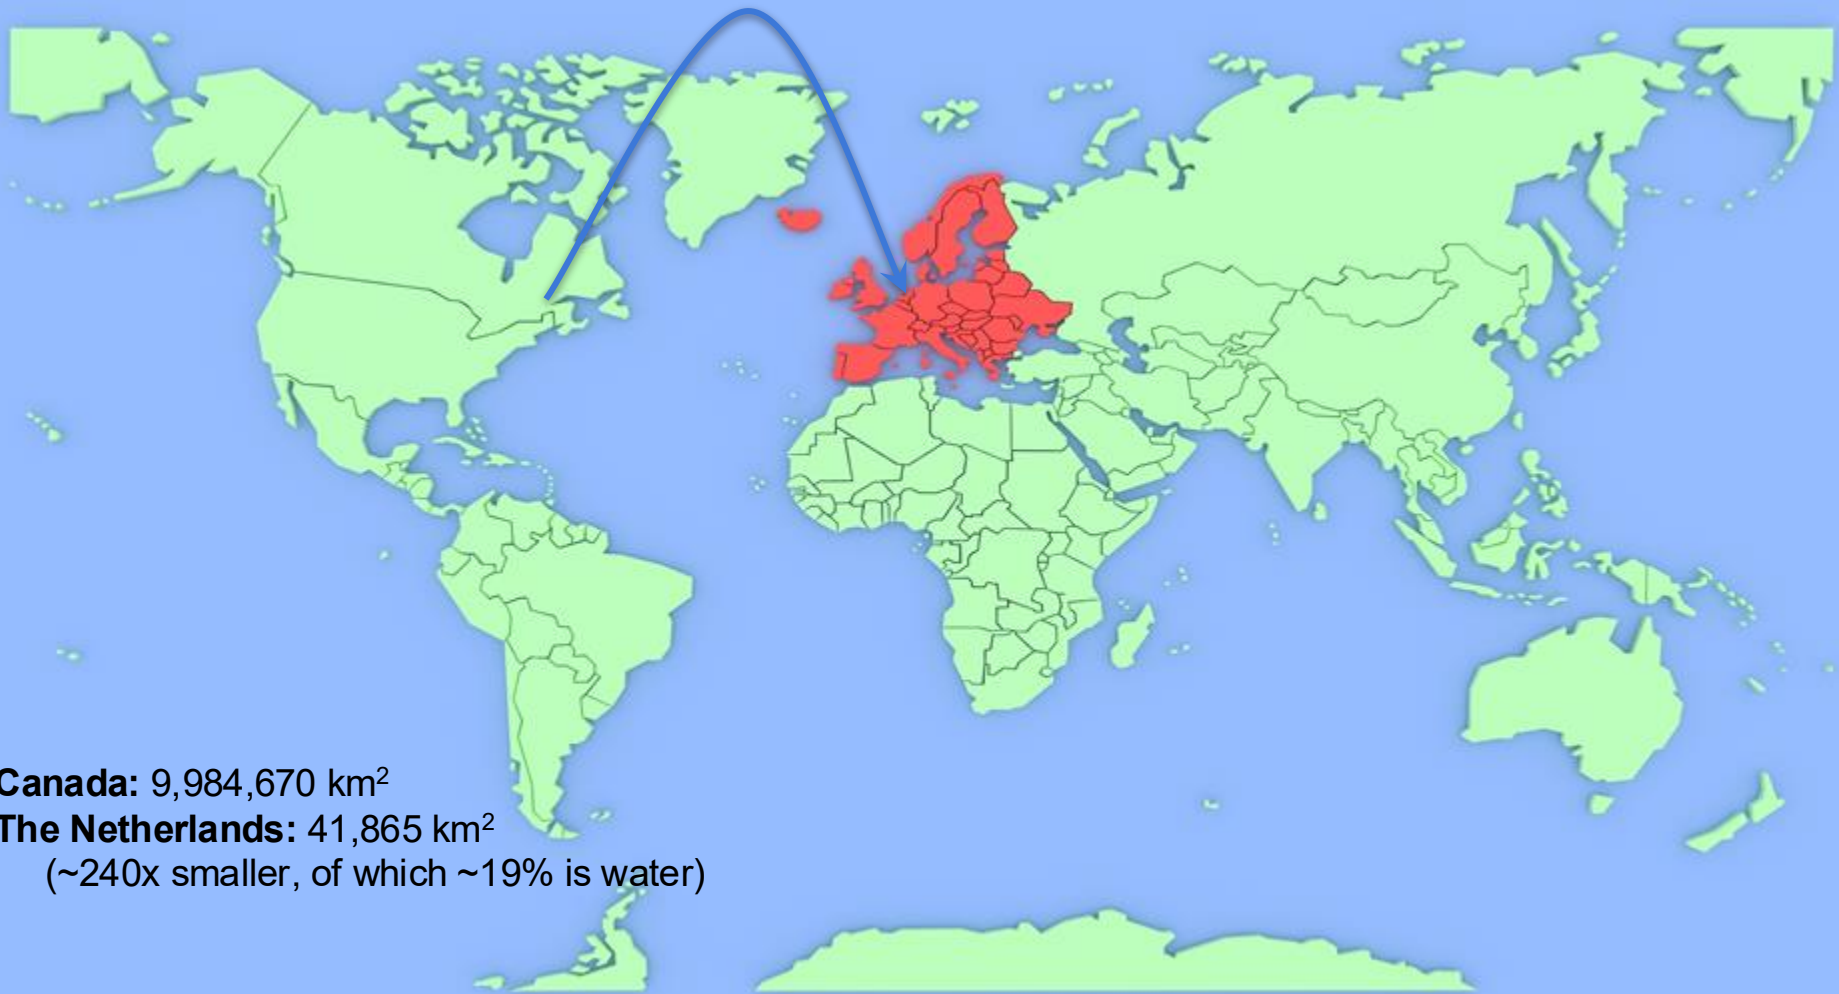 Canada: 9,984,670 km²
The Netherlands: 41,865 km²
(~240x smaller, of which ~19% is water)